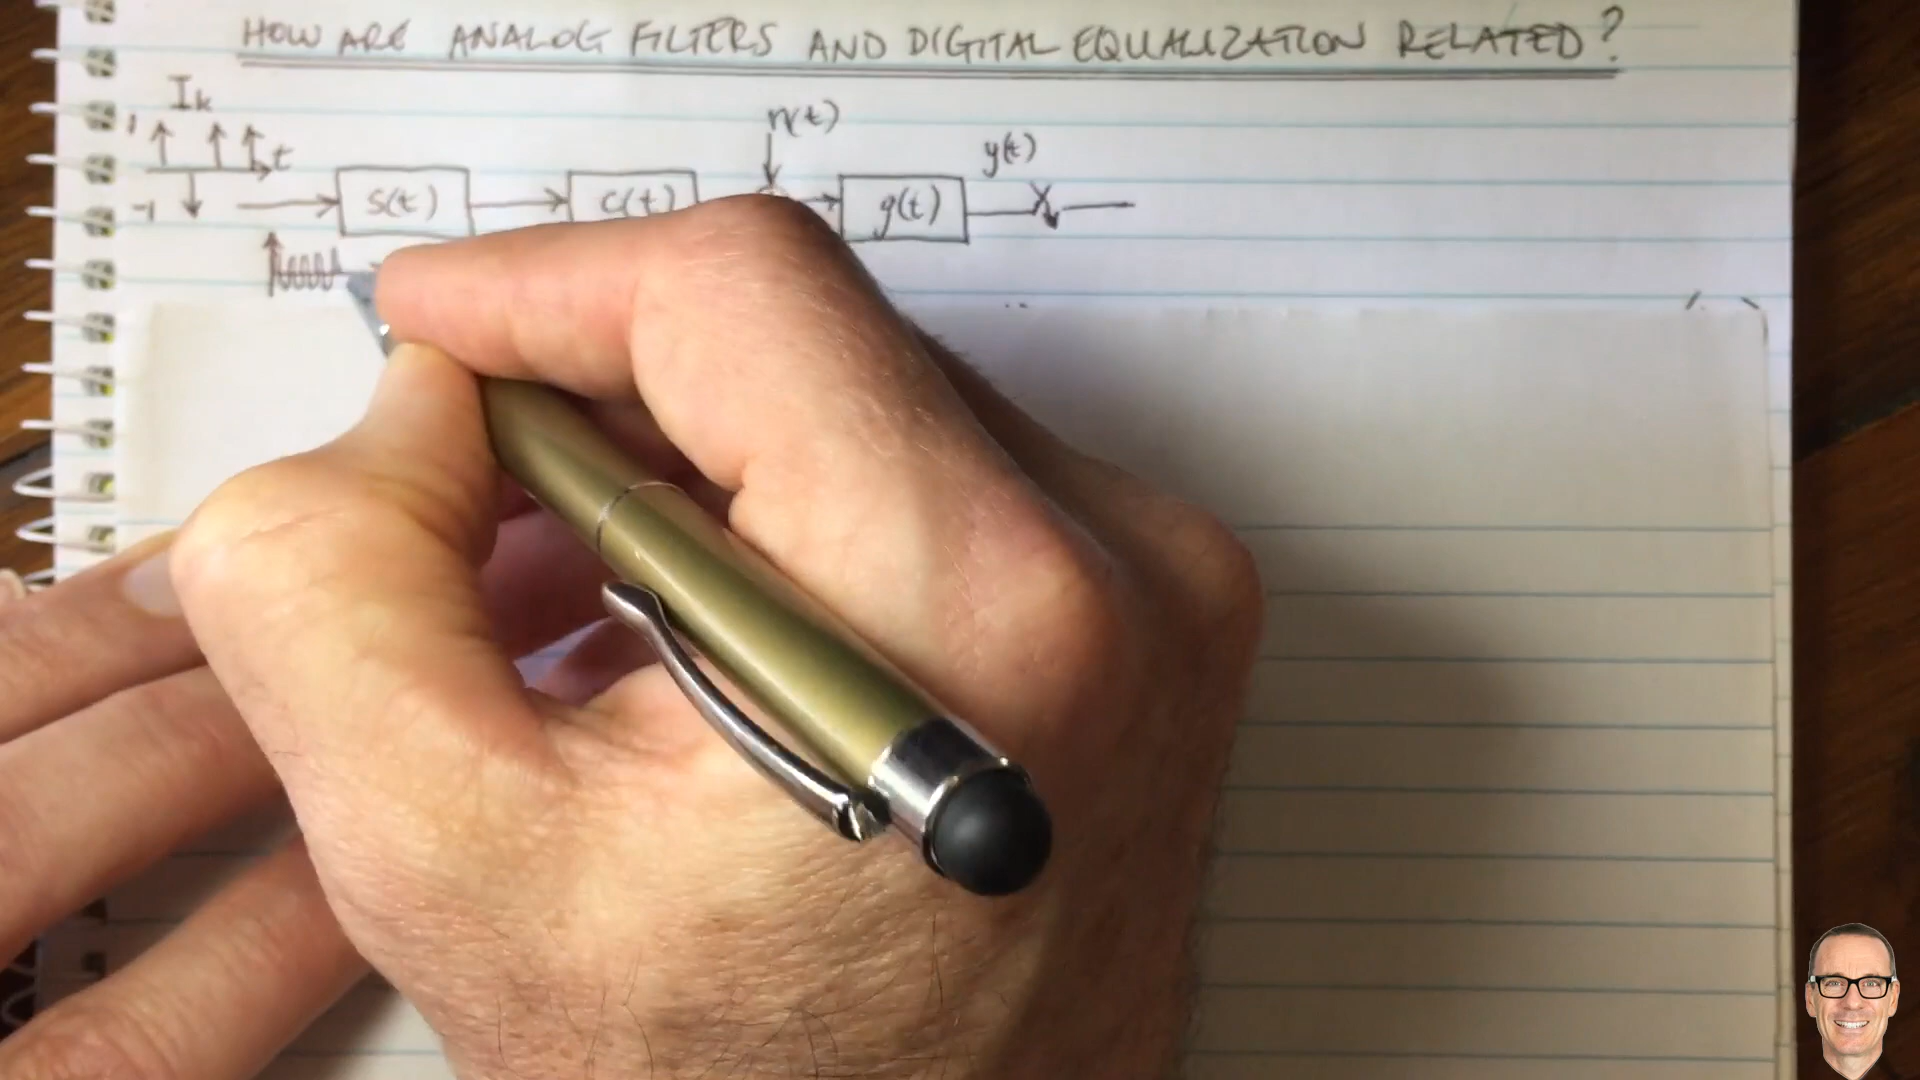 HOW ARE ANALOG FILTERS AND DIGITAL EQUALIZATION RELATED?
Ik
n(t)
1
t
y(t)
-1
s(t)
c(t)
g(t)